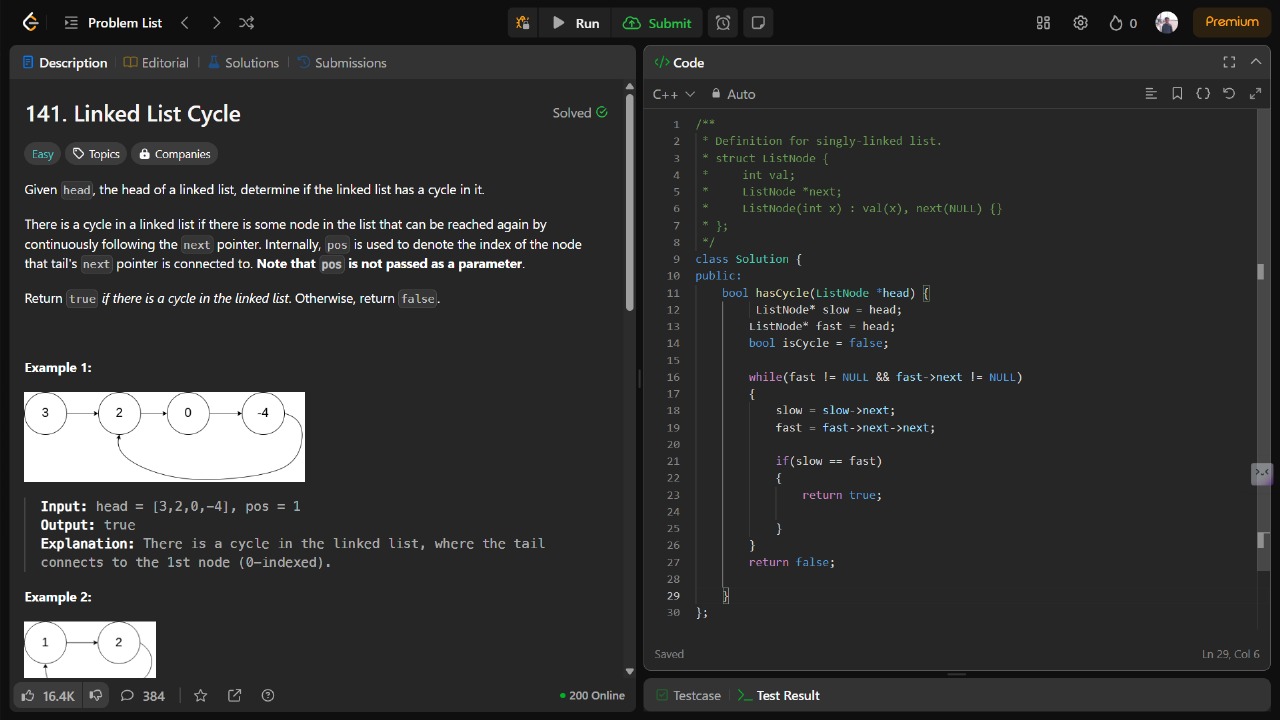 Problem List
Run
Submit
0
Premium
Description
Editorial
Solutions
Submissions
141. Linked List Cycle
Solved
Easy
Topics
Companies
Given head, the head of a linked list, determine if the linked list has a cycle in it.
There is a cycle in a linked list if there is some node in the list that can be reached again by
continuously following the next pointer. Internally, pos is used to denote the index of the node
that tail's next pointer is connected to. Note that pos is not passed as a parameter.
Return true if there is a cycle in the linked list. Otherwise, return false.
Example 1:
3 2 0 -4
Input: head = [3,2,0,-4], pos = 1
Output: true
Explanation: There is a cycle in the linked list, where the tail
connects to the 1st node (0-indexed).
Example 2:
1 2
16.4K
384
200 Online
</> Code
C++
Auto
1 /**
2 * Definition for singly-linked list.
3 * struct ListNode {
4 *     int val;
5 *     ListNode *next;
6 *     ListNode(int x) : val(x), next(NULL) {}
7 * };
8 */
9 class Solution {
10 public:
11     bool hasCycle(ListNode *head) {
12          ListNode* slow = head;
13         ListNode* fast = head;
14         bool isCycle = false;
15
16         while(fast != NULL && fast->next != NULL)
17         {
18             slow = slow->next;
19             fast = fast->next->next;
20
21             if(slow == fast)
22             {
23                 return true;
24
25             }
26         }
27         return false;
28
29     }
30 };
Saved
Ln 29, Col 6
Testcase
Test Result